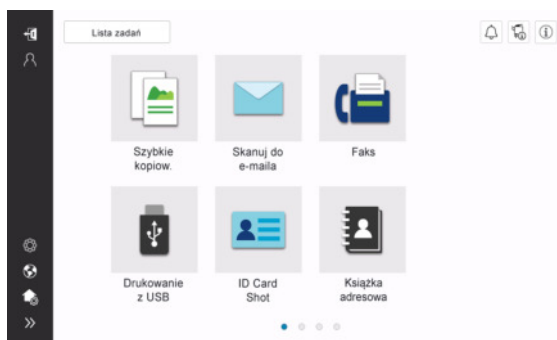 Lista zadań
Szybkie
kopiow.
Skanuj do
e-maila
Faks
Drukowanie
z USB
ID Card
Shot
Książka
adresowa